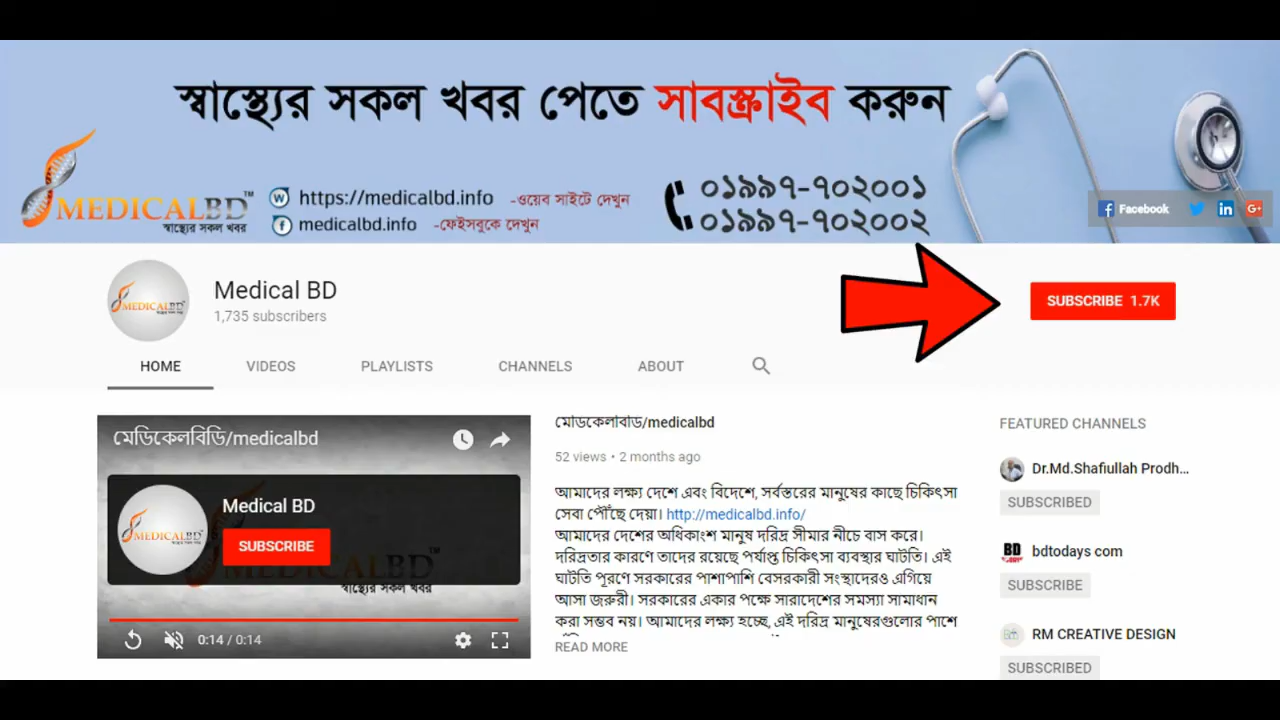 স্বাস্থ্যের সকল খবর পেতে সাবস্ক্রাইব করুন
MEDICALBD™
স্বাস্থ্যের সকল খবর
https://medicalbd.info -ওয়েব সাইটে দেখুন
medicalbd.info -ফেইসবুকে দেখুন
০১৯৯৭-৭০২০০১
০১৯৯৭-৭০২০০২
Facebook
Medical BD
1,735 subscribers
SUBSCRIBE 1.7K
HOME VIDEOS PLAYLISTS CHANNELS ABOUT
মেডিকেলবিডি/medicalbd
Medical BD
SUBSCRIBE
MEDICALBD
স্বাস্থ্যের সকল খবর
0:14 / 0:14
মেডিকেলবিডি/medicalbd
52 views • 2 months ago
আমাদের লক্ষ্য দেশে এবং বিদেশে, সর্বস্তরের মানুষের কাছে চিকিৎসা
সেবা পৌঁছে দেয়া। http://medicalbd.info/
আমাদের দেশের অধিকাংশ মানুষ দরিদ্র সীমার নীচে বাস করে।
দরিদ্রতার কারণে তাদের রয়েছে পর্যাপ্ত চিকিৎসা ব্যবস্থার ঘাটতি। এই
ঘাটতি পূরণে সরকারের পাশাপাশি বেসরকারী সংস্থাদেরও এগিয়ে
আসা জরুরী। সরকারের একার পক্ষে সারাদেশের সমস্যা সামাধান
করা সম্ভব নয়। আমাদের লক্ষ্য হচ্ছে, এই দরিদ্র মানুষেরগুলোর পাশে
READ MORE
FEATURED CHANNELS
Dr.Md.Shafiullah Prodh...
SUBSCRIBED
bdtodays com
SUBSCRIBED
RM CREATIVE DESIGN
SUBSCRIBED